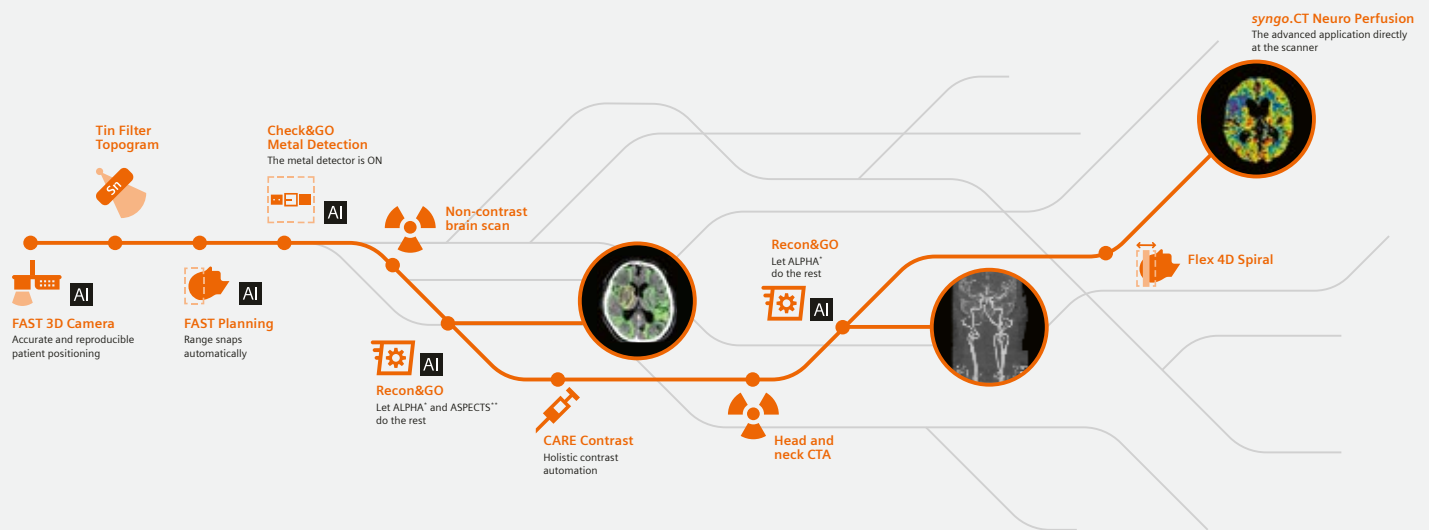 Tin Filter
Topogram
Sn
FAST 3D Camera
Accurate and reproducible
patient positioning
AI
FAST Planning
Range snaps
automatically
AI
Check&GO
Metal Detection
The metal detector is ON
AI
Non-contrast
brain scan
Recon&GO
Let ALPHA* and ASPECTS**
do the rest
AI
CARE Contrast
Holistic contrast
automation
Head and
neck CTA
Recon&GO
Let ALPHA*
do the rest
AI
Flex 4D Spiral
syngo.CT Neuro Perfusion
The advanced application directly
at the scanner